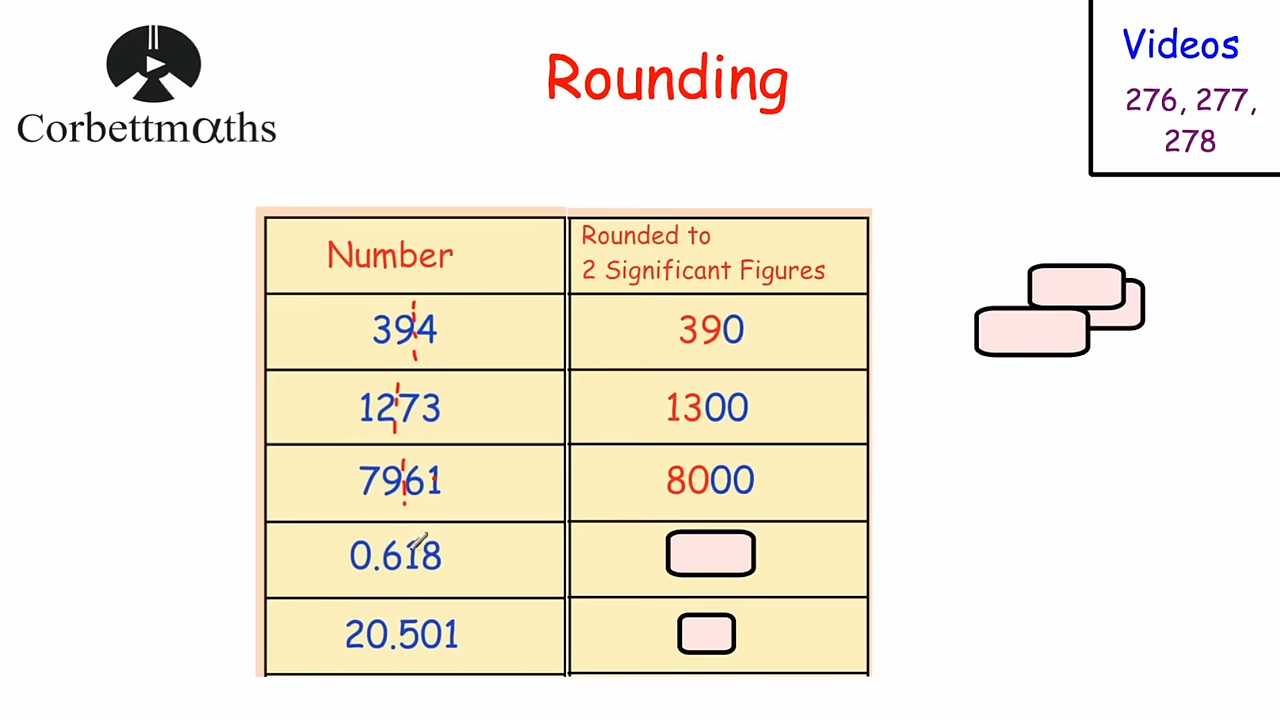 Corbettmαths
Rounding
Videos
276, 277,
278
Number
Rounded to
2 Significant Figures
394
390
1273
1300
7961
8000
0.618
20.501